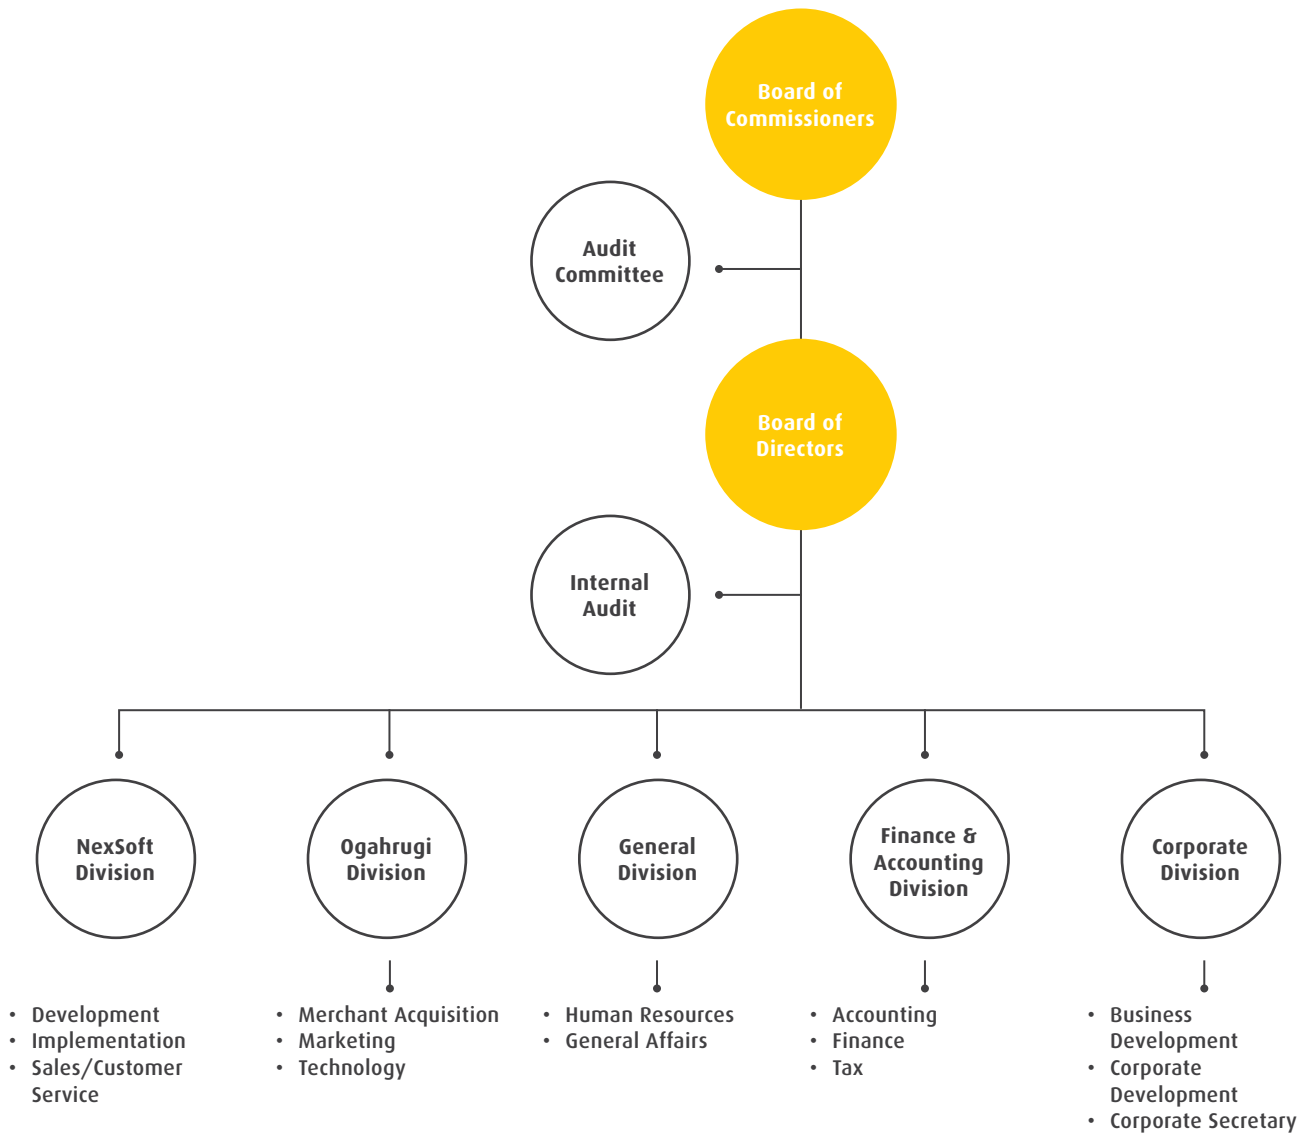 Board of
Commissioners
Audit
Committee
Board of
Directors
Internal
Audit
NexSoft
Division
Ogahrugi
Division
General
Division
Finance &
Accounting
Division
Corporate
Division
• Development
• Implementation
• Sales/Customer
Service
• Merchant Acquisition
• Marketing
• Technology
• Human Resources
• General Affairs
• Accounting
• Finance
• Tax
• Business
Development
• Corporate
Development
• Corporate Secretary